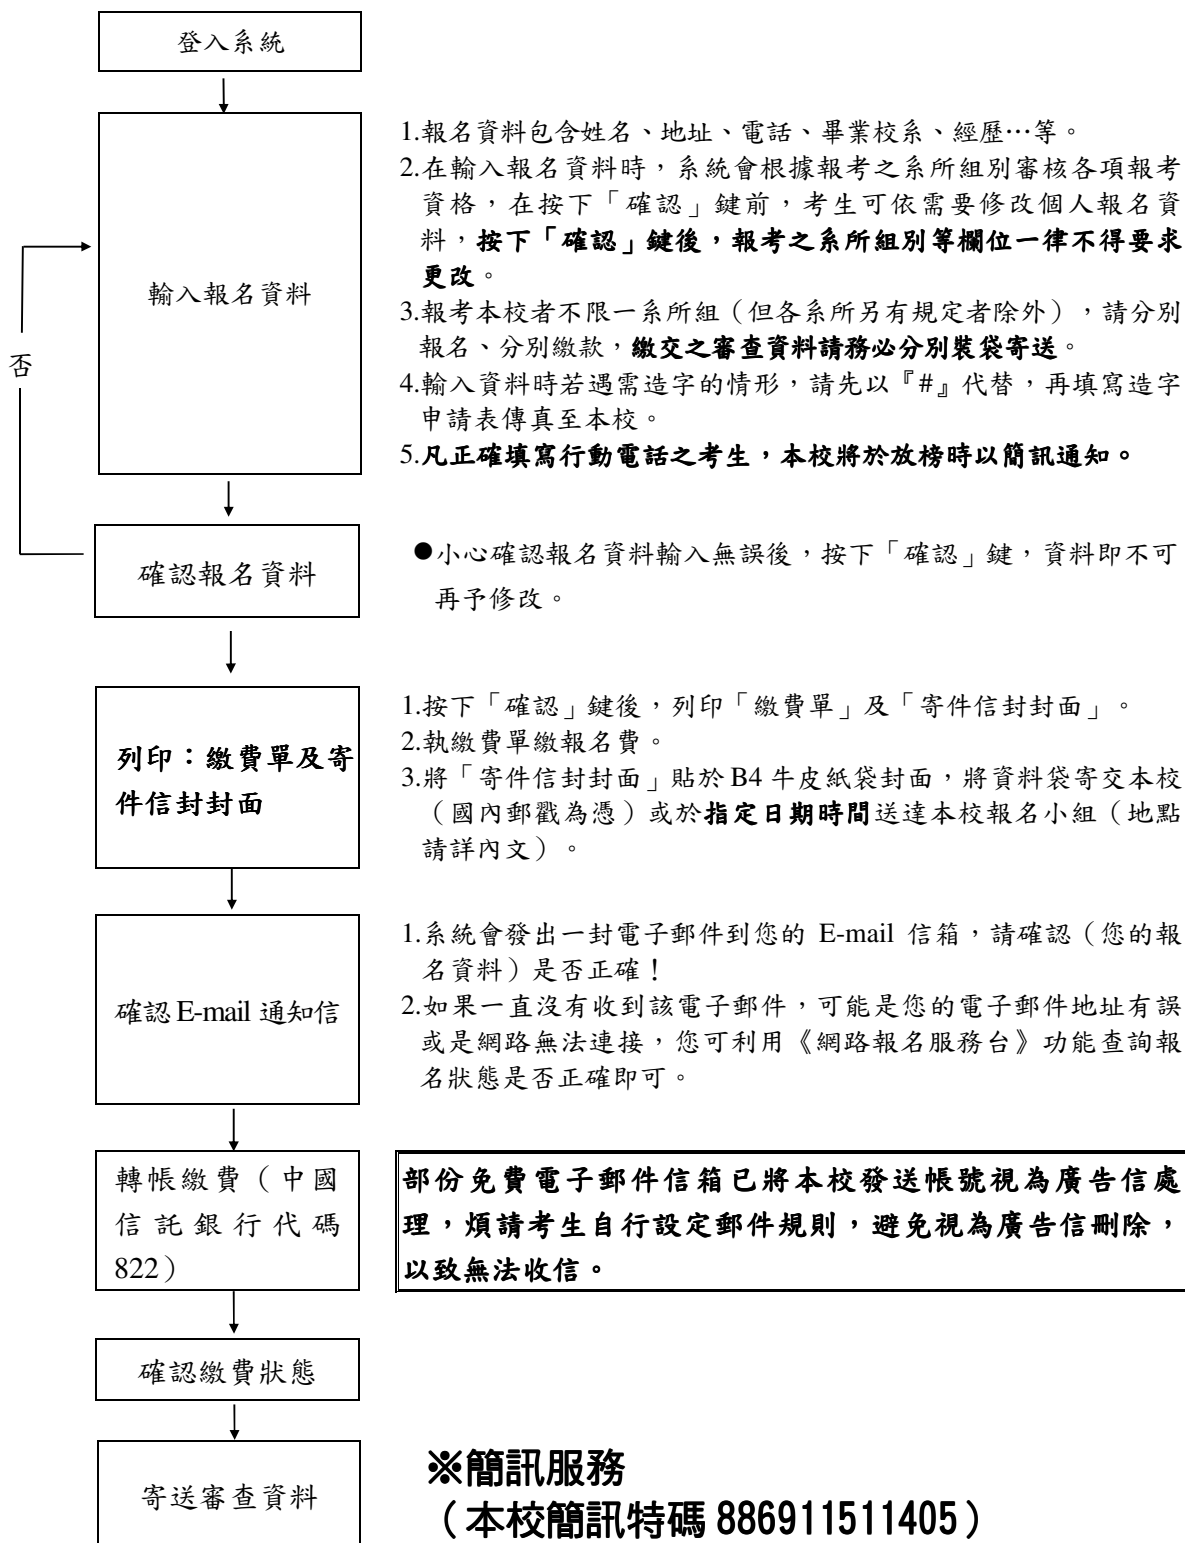 登入系統
輸入報名資料
1.報名資料包含姓名、地址、電話、畢業校系、經歷…等。
2.在輸入報名資料時，系統會根據報考之系所組別審核各項報考
資格，在按下「確認」鍵前，考生可依需要修改個人報名資
料，按下「確認」鍵後，報考之系所組別等欄位一律不得要求
更改。
3.報考本校者不限一系所組（但各系所另有規定者除外），請分別
報名、分別繳款，繳交之審查資料請務必分別裝袋寄送。
4.輸入資料時若遇需造字的情形，請先以『#』代替，再填寫造字
申請表傳真至本校。
5.凡正確填寫行動電話之考生，本校將於放榜時以簡訊通知。
否
確認報名資料
●小心確認報名資料輸入無誤後，按下「確認」鍵，資料即不可
再予修改。
列印：繳費單及寄
件信封封面
1.按下「確認」鍵後，列印「繳費單」及「寄件信封封面」。
2.執繳費單繳報名費。
3.將「寄件信封封面」貼於 B4 牛皮紙袋封面，將資料袋寄交本校
（國內郵戳為憑）或於指定日期時間送達本校報名小組（地點
請詳內文）。
確認 E-mail 通知信
1.系統會發出一封電子郵件到您的 E-mail 信箱，請確認（您的報
名資料）是否正確！
2.如果一直沒有收到該電子郵件，可能是您的電子郵件地址有誤
或是網路無法連接，您可利用《網路報名服務台》功能查詢報
名狀態是否正確即可。
轉帳繳費（中國
信託銀行代碼
822）
部份免費電子郵件信箱已將本校發送帳號視為廣告信處
理，煩請考生自行設定郵件規則，避免視為廣告信刪除，
以致無法收信。
確認繳費狀態
寄送審查資料
※簡訊服務
（本校簡訊特碼 886911511405）